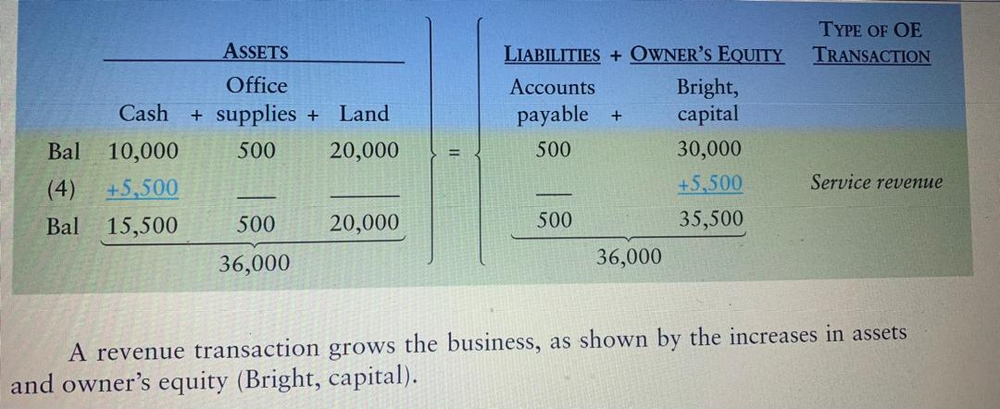 TYPE OF OE
ASSETS LIABILITIES + OWNER'S EQUITY TRANSACTION
Office Accounts Bright,
Cash + supplies + Land payable + capital
Bal 10,000 500 20,000 = 500 30,000
(4) +5,500 +5,500 Service revenue
Bal 15,500 500 20,000 500 35,500
36,000 36,000
A revenue transaction grows the business, as shown by the increases in assets
and owner's equity (Bright, capital).